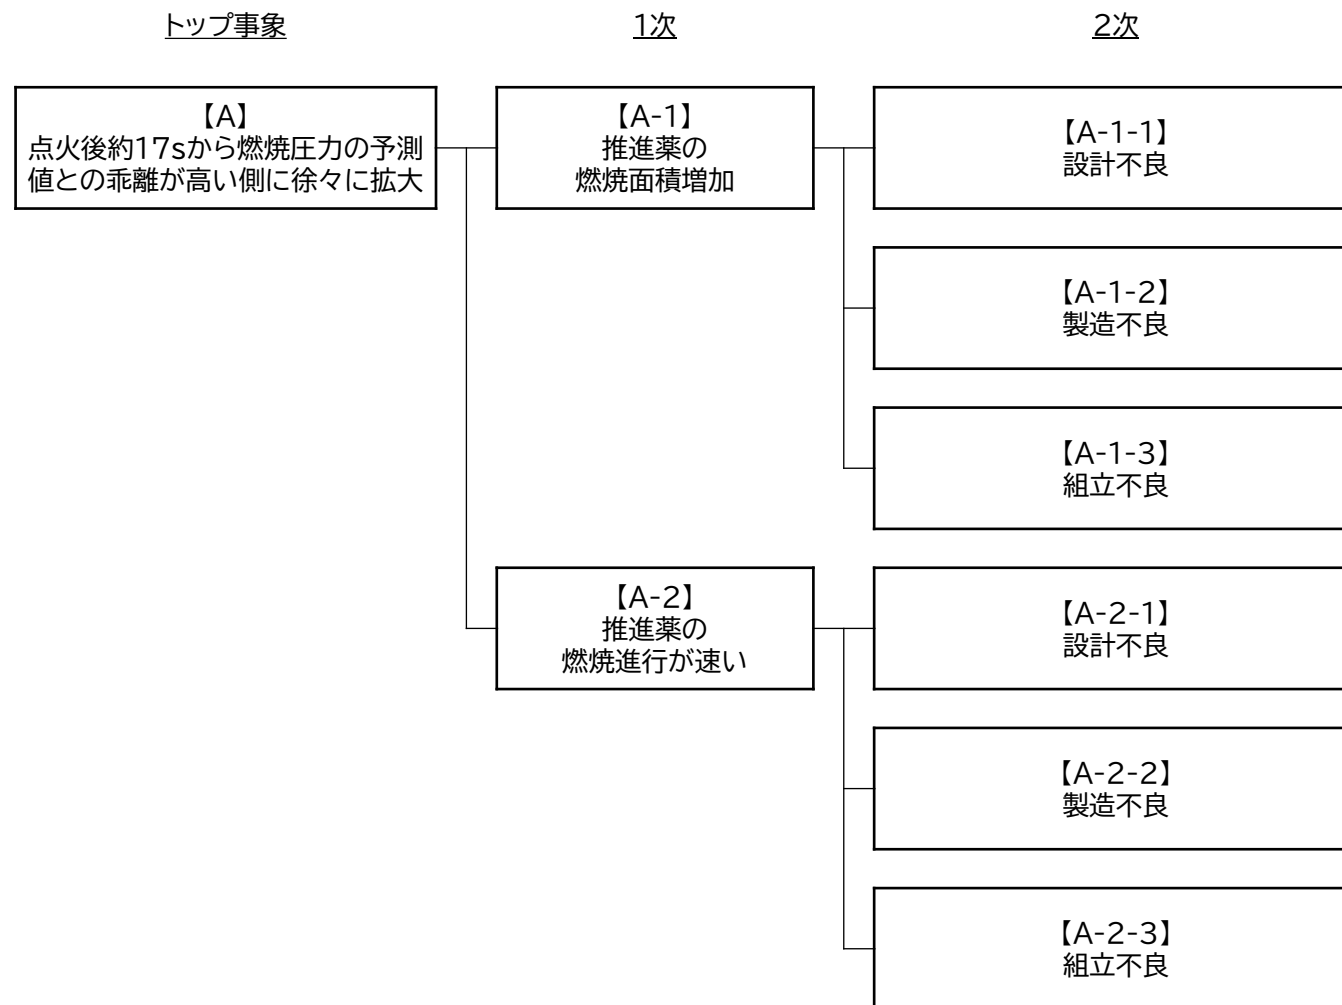 トップ事象
1次
2次
【A】
点火後約17sから燃焼圧力の予測
値との乖離が高い側に徐々に拡大
【A-1】
推進薬の
燃焼面積増加
【A-1-1】
設計不良
【A-1-2】
製造不良
【A-1-3】
組立不良
【A-2】
推進薬の
燃焼進行が速い
【A-2-1】
設計不良
【A-2-2】
製造不良
【A-2-3】
組立不良